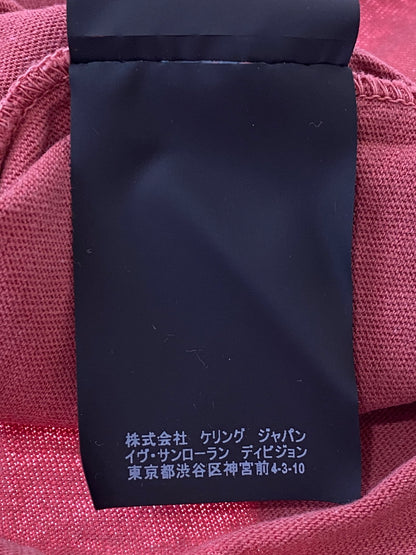 株式会社 ケリング ジャパン
イヴ・サンローラン ディビジョン
東京都渋谷区神宮前4-3-10